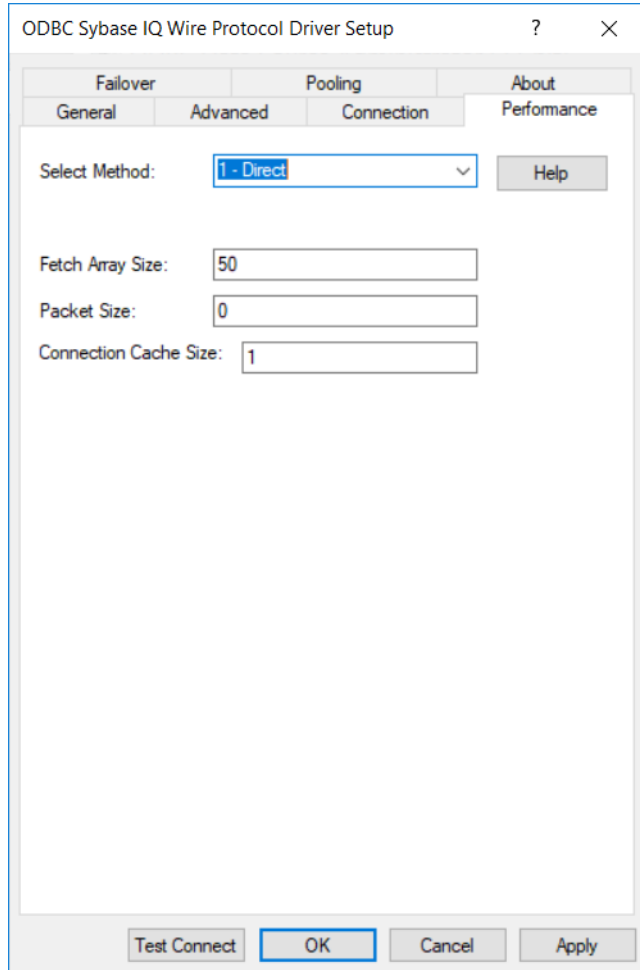 ODBC Sybase IQ Wire Protocol Driver Setup ?
Failover Pooling About
General Advanced Connection Performance
Select Method: 1 - Direct Help
Fetch Array Size: 50
Packet Size: 0
Connection Cache Size: 1
Test Connect OK Cancel Apply